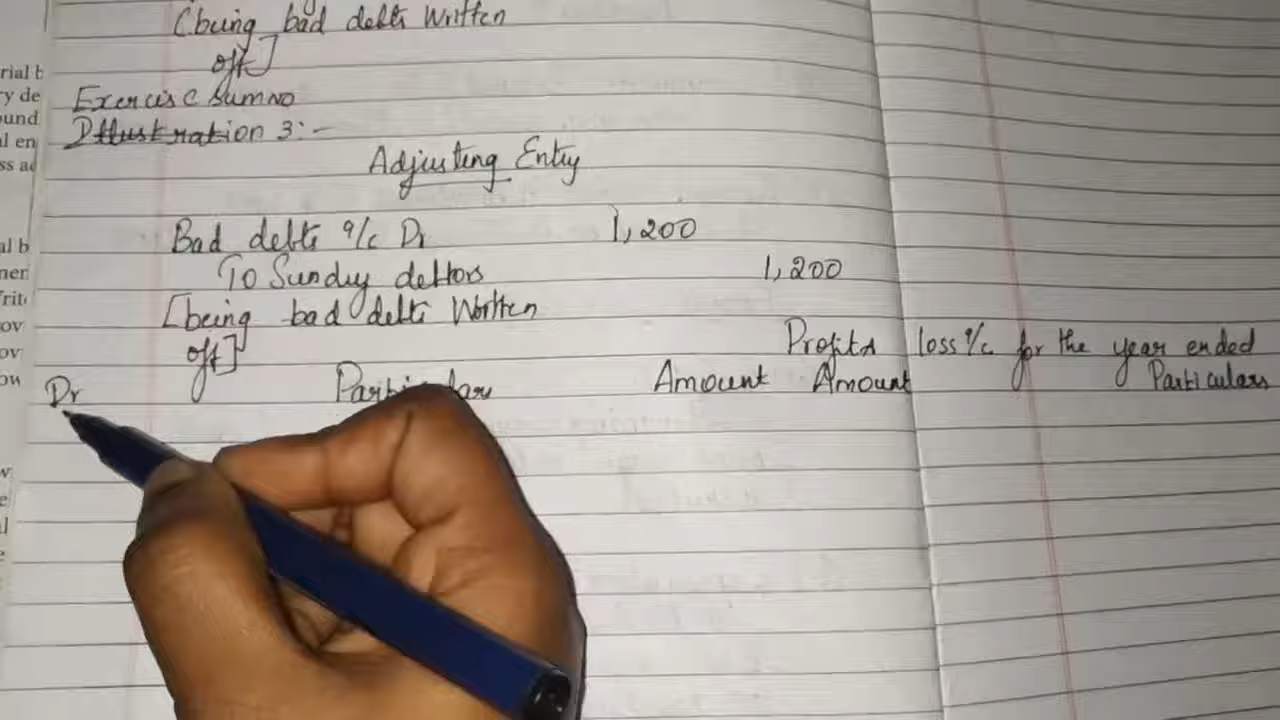 [being bad debts Written
off]
Exercise Sum no
Illustration 3:-
Adjusting Entry
Bad debts a/c Dr 1,200
To Sundry debtors 1,200
[being bad debts Written
off]
Profit & loss a/c for the year ended
Dr Particulars Amount Amount Particulars